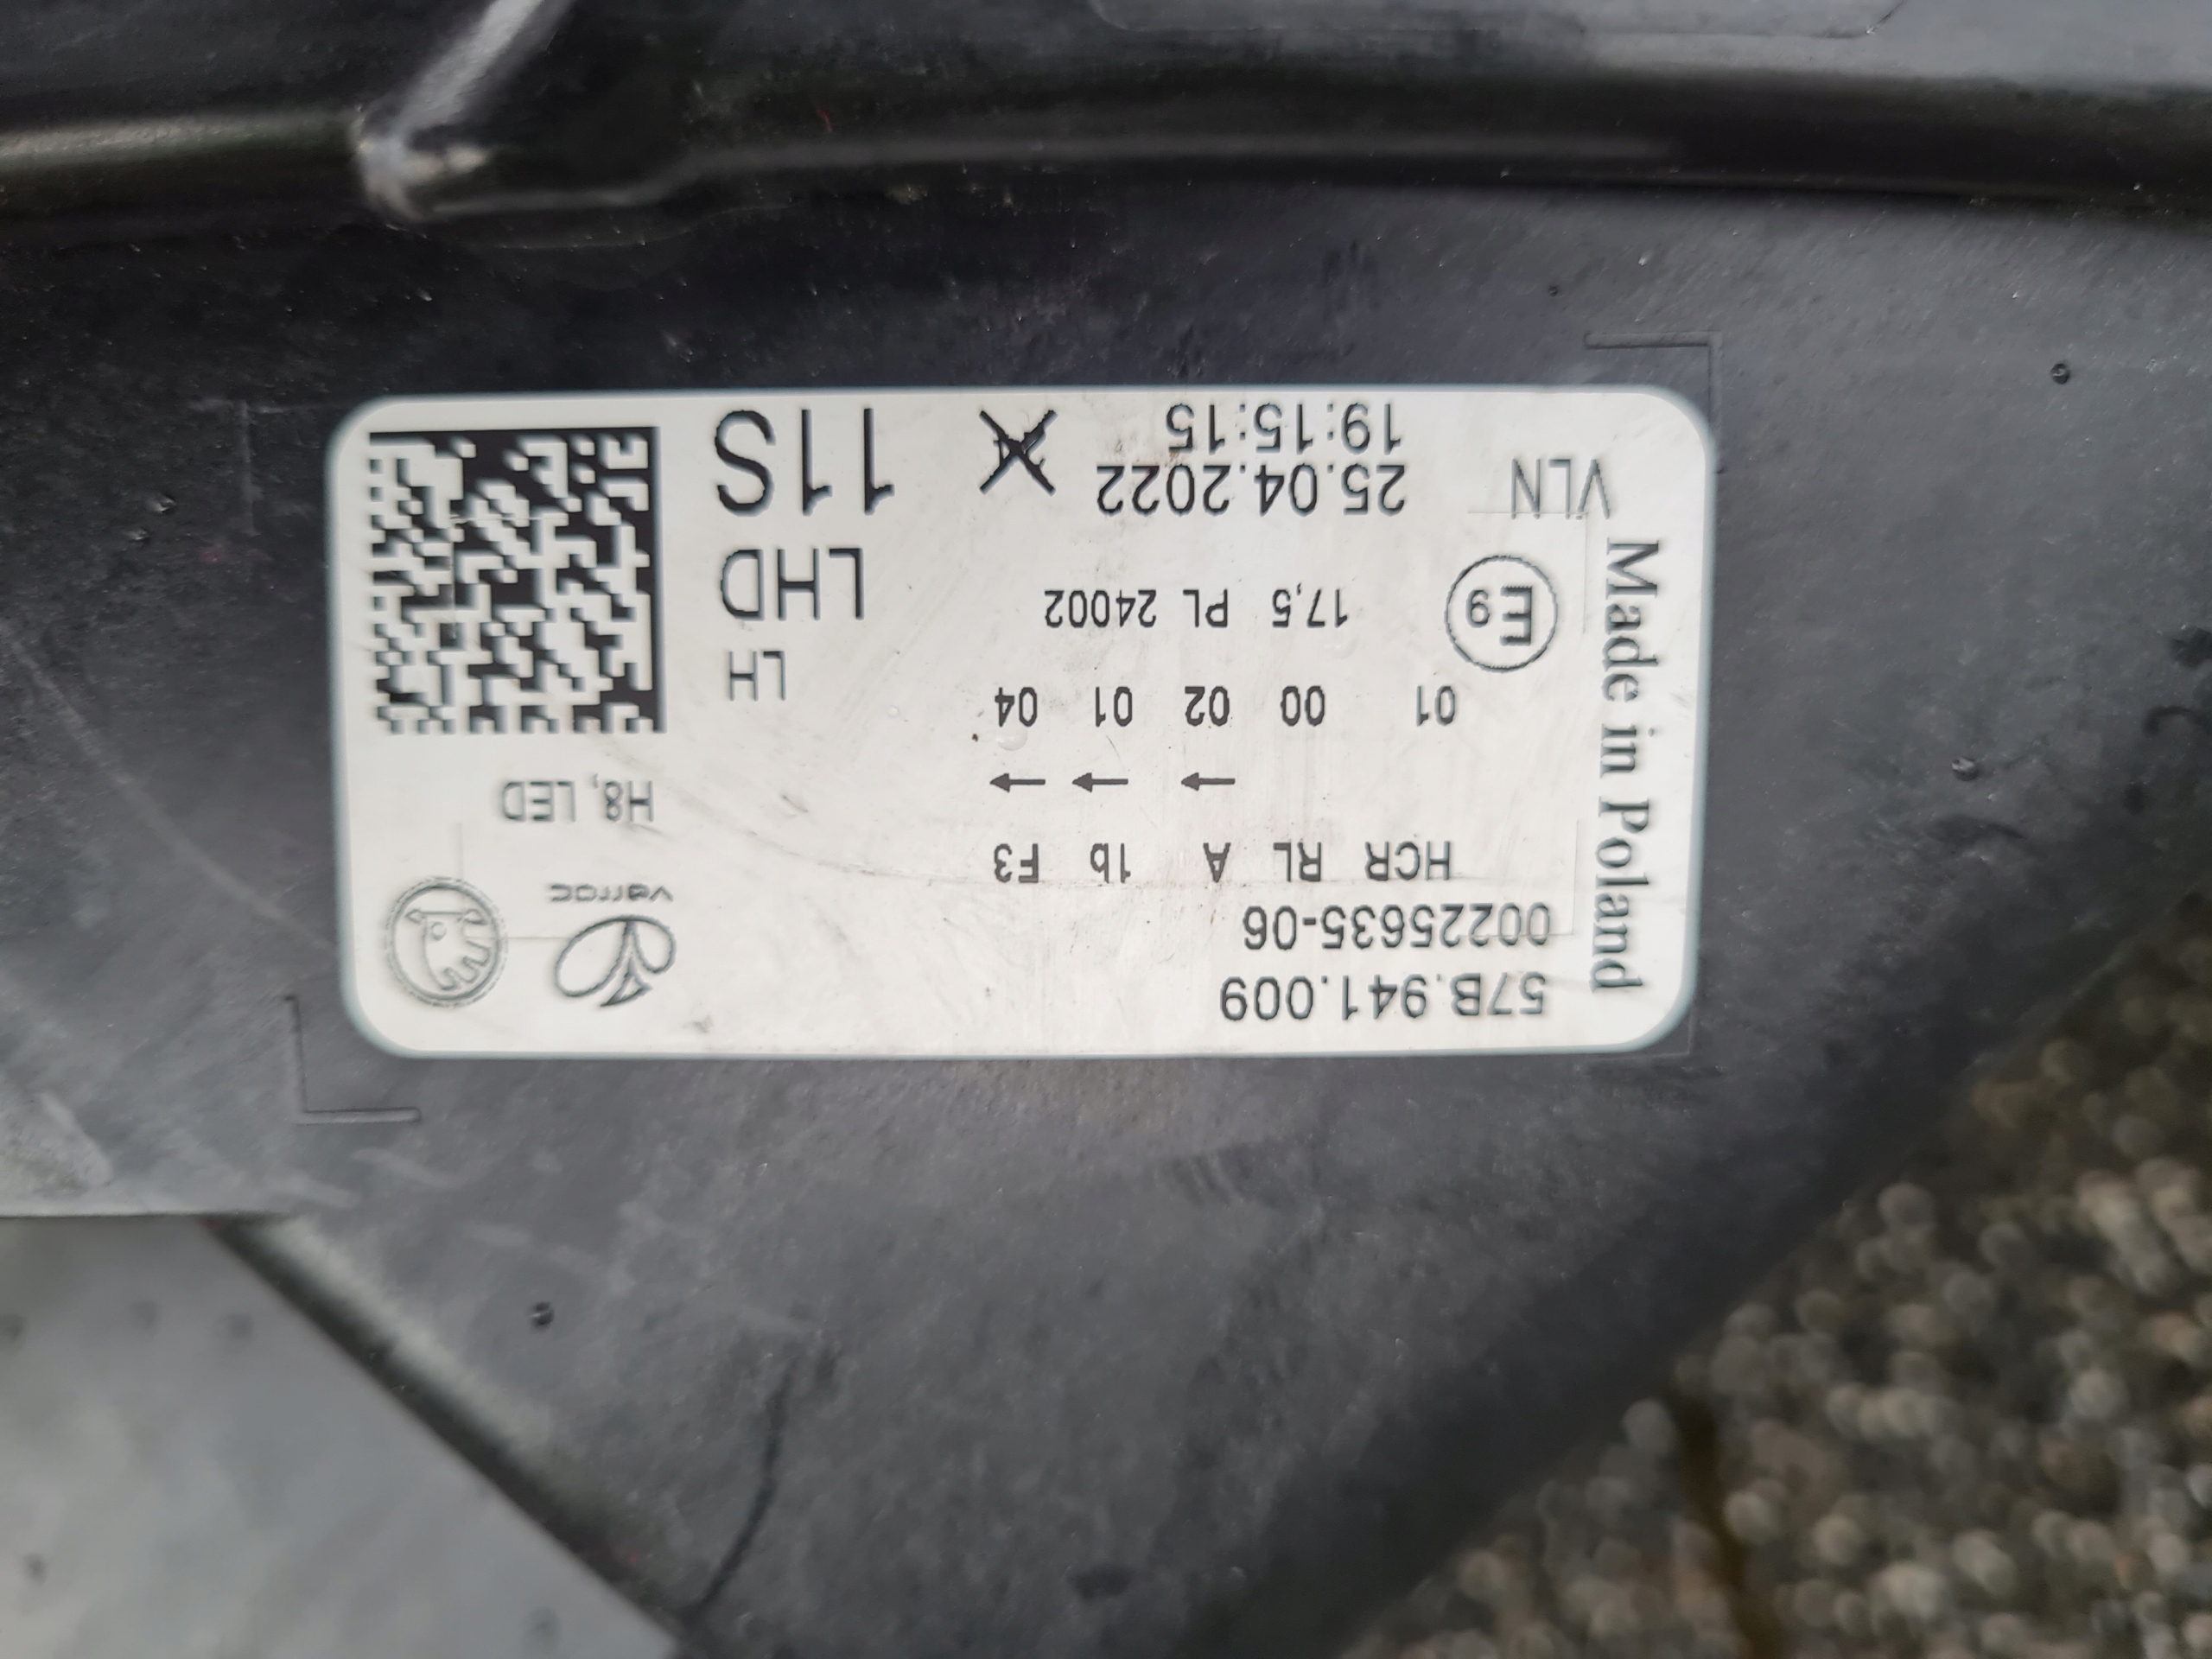 57B.941.009
00225635-06
HCR RL A 1b F3
← ← ←
01 00 02 01 04
E9
17,5 PL 24002
VLN
25.04.2022
19:15:15
Made in Poland
varroc
H8, LED
LH
LHD
11S